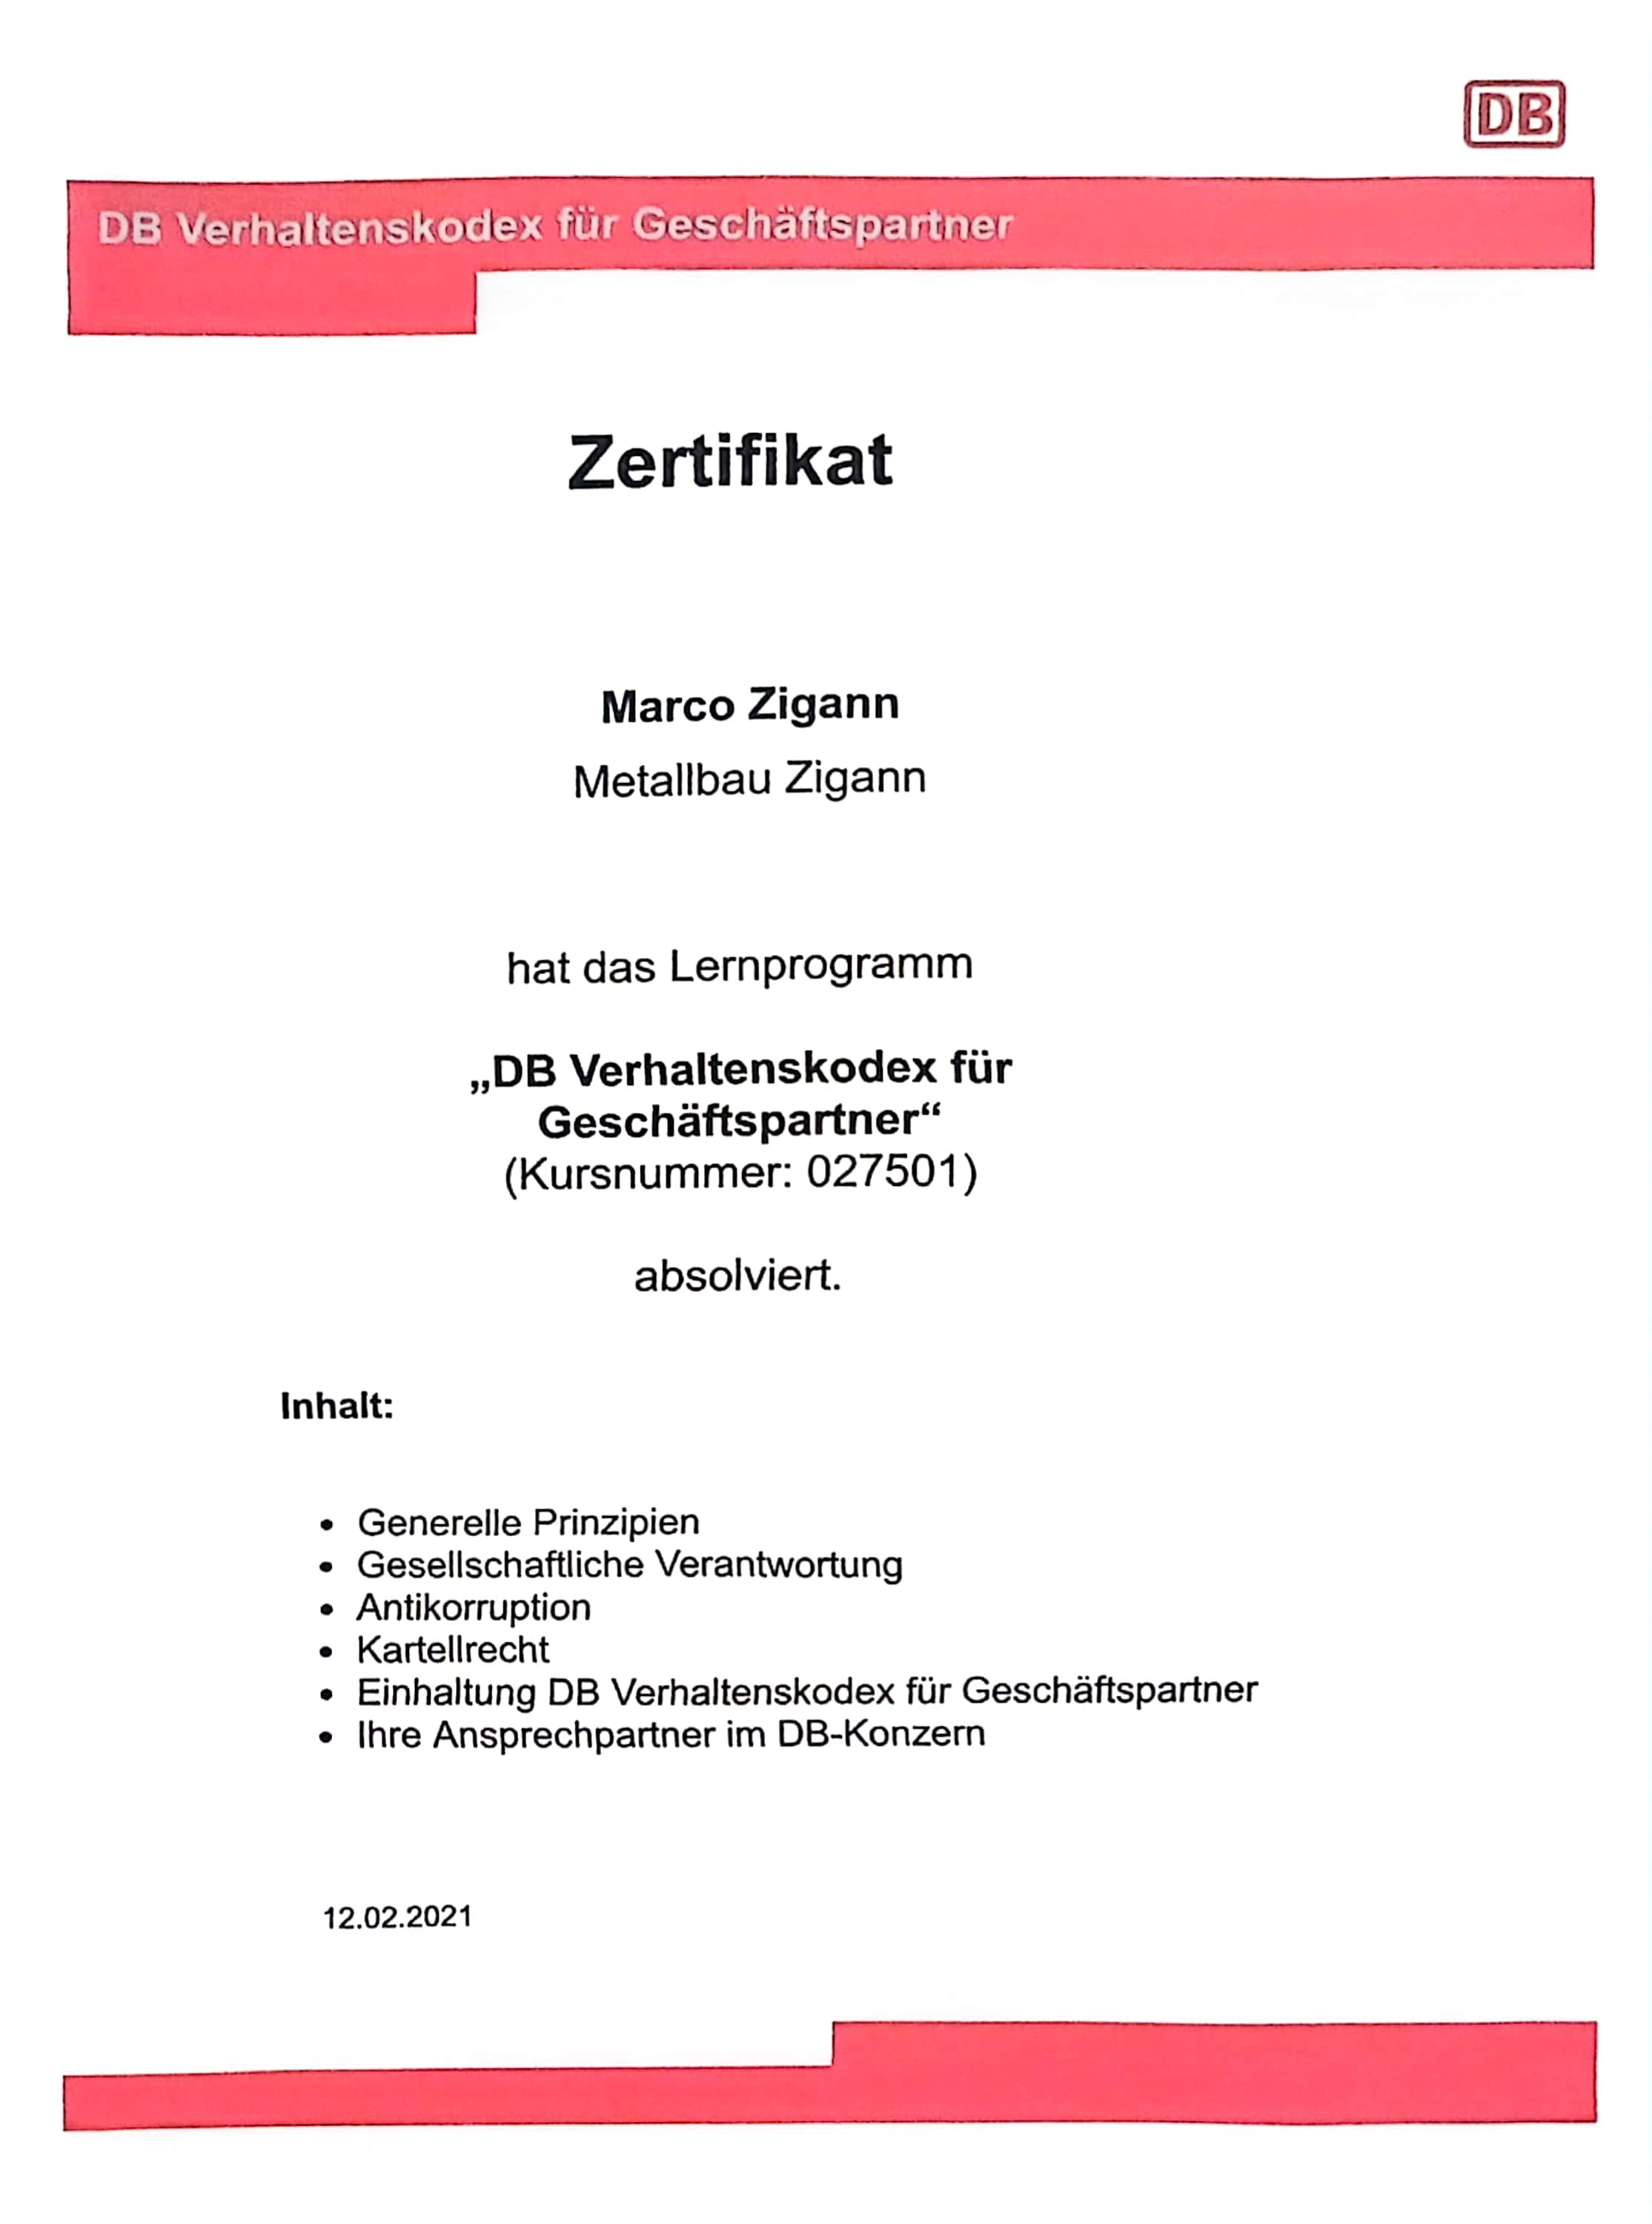 DB
DB Verhaltenskodex für Geschäftspartner
Zertifikat
Marco Zigann
Metallbau Zigann
hat das Lernprogramm
„DB Verhaltenskodex für
Geschäftspartner“
(Kursnummer: 027501)
absolviert.
Inhalt:
• Generelle Prinzipien
• Gesellschaftliche Verantwortung
• Antikorruption
• Kartellrecht
• Einhaltung DB Verhaltenskodex für Geschäftspartner
• Ihre Ansprechpartner im DB-Konzern
12.02.2021